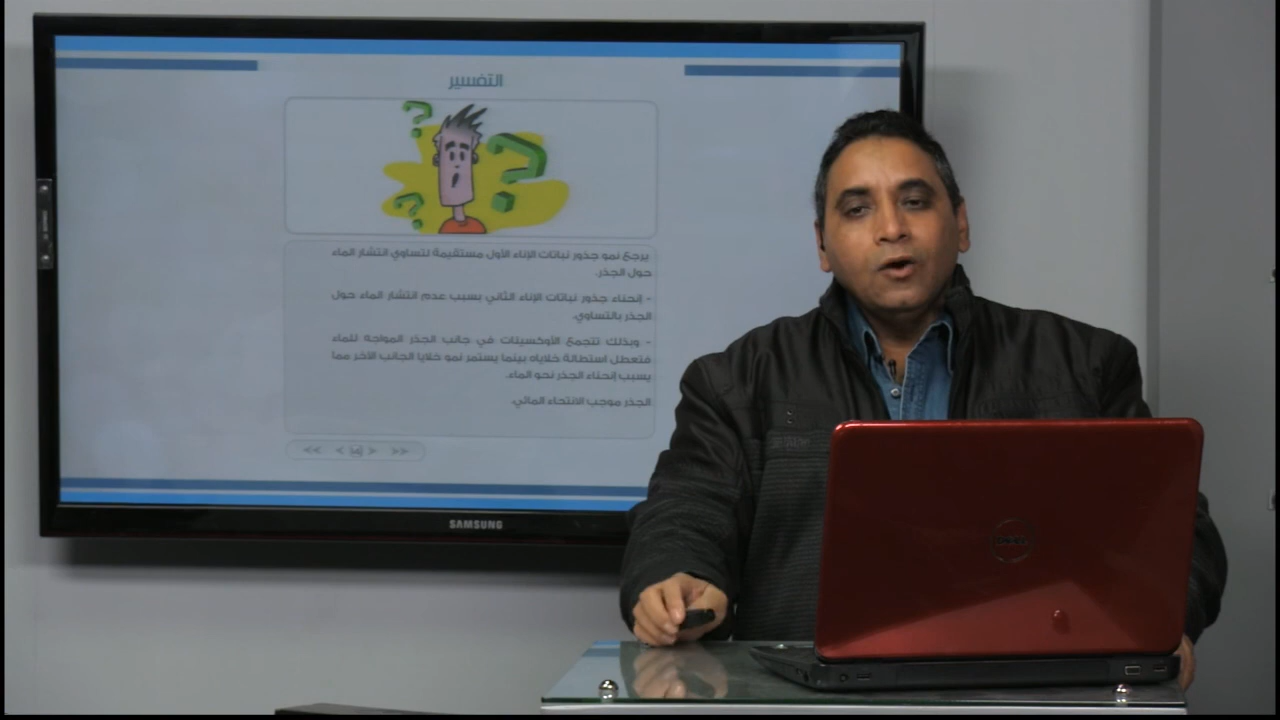 التفسير
يرجع نمو جذور نباتات الإناء الأول مستقيمة لتساوي انتشار الماء
حول الجذر.
- إنحناء جذور نباتات الإناء الثاني بسبب عدم انتشار الماء حول
الجذر بالتساوي.
- وبذلك تتجمع الأوكسينات في جانب الجذر المواجه للماء
فتعطل استطالة خلاياه بينما يستمر نمو خلايا الجانب الآخر مما
يسبب إنحناء الجذر نحو الماء.
الجذر موجب الانتحاء المائي.
SAMSUNG
DELL